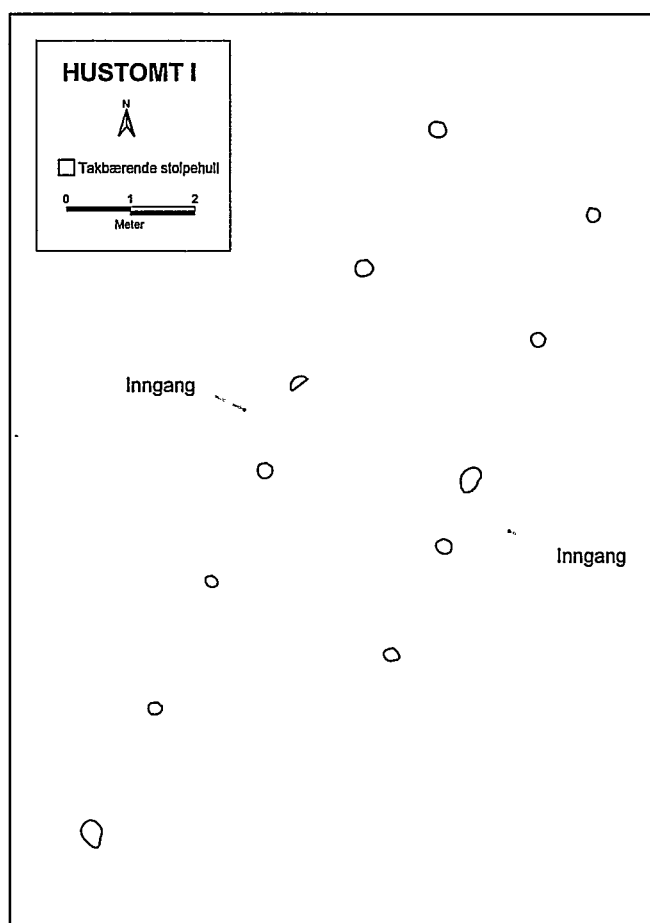 HUSTOMT I
N
Takbærende stolpehull
0 1 2
Meter
Inngang
Inngang